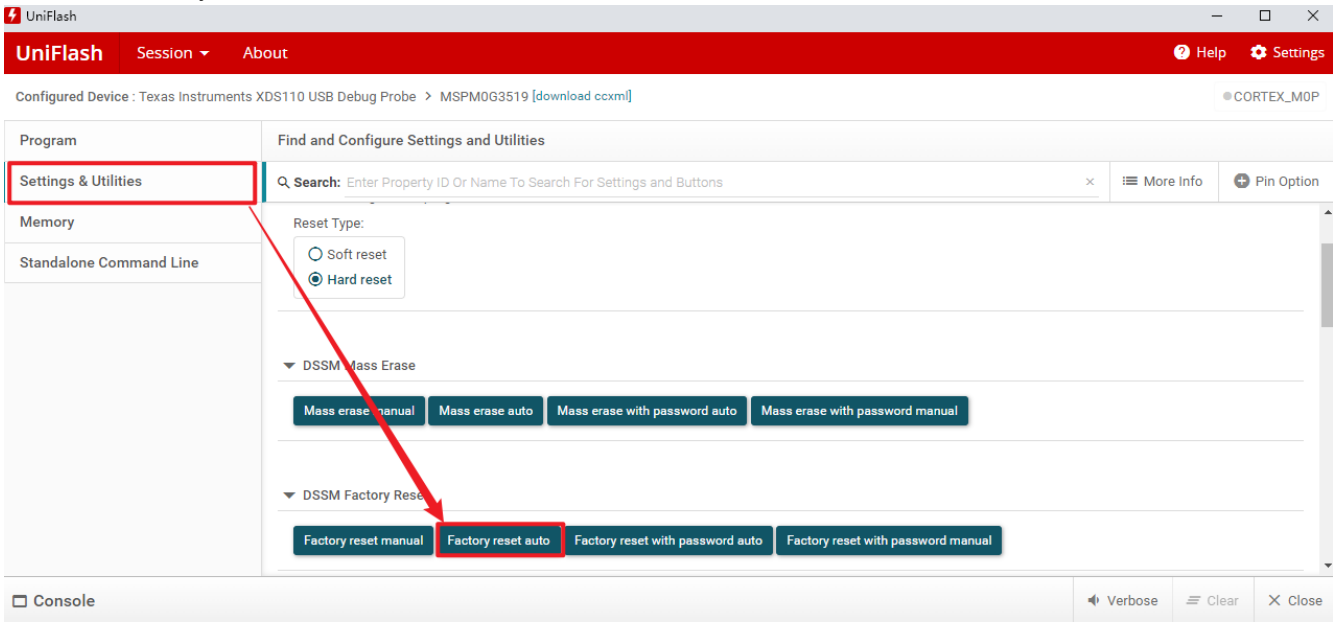 UniFlash
UniFlash Session About Help Settings
Configured Device : Texas Instruments XDS110 USB Debug Probe > MSPM0G3519 [download ccxml] CORTEX_M0P
Program
Find and Configure Settings and Utilities
Settings & Utilities
Search: Enter Property ID Or Name To Search For Settings and Buttons
More Info
Pin Option
Memory
Reset Type:
Soft reset
Standalone Command Line
Hard reset
DSSM Mass Erase
Mass erase manual Mass erase auto Mass erase with password auto Mass erase with password manual
DSSM Factory Reset
Factory reset manual Factory reset auto Factory reset with password auto Factory reset with password manual
Console Verbose Clear Close